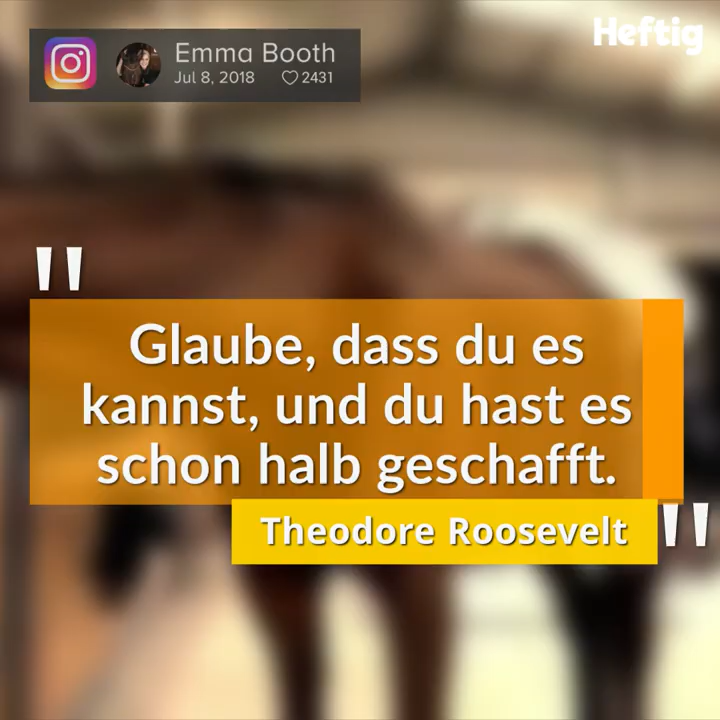 Emma Booth
Jul 8, 2018 ♡2431
Heftig
"
Glaube, dass du es
kannst, und du hast es
schon halb geschafft.
Theodore Roosevelt
"